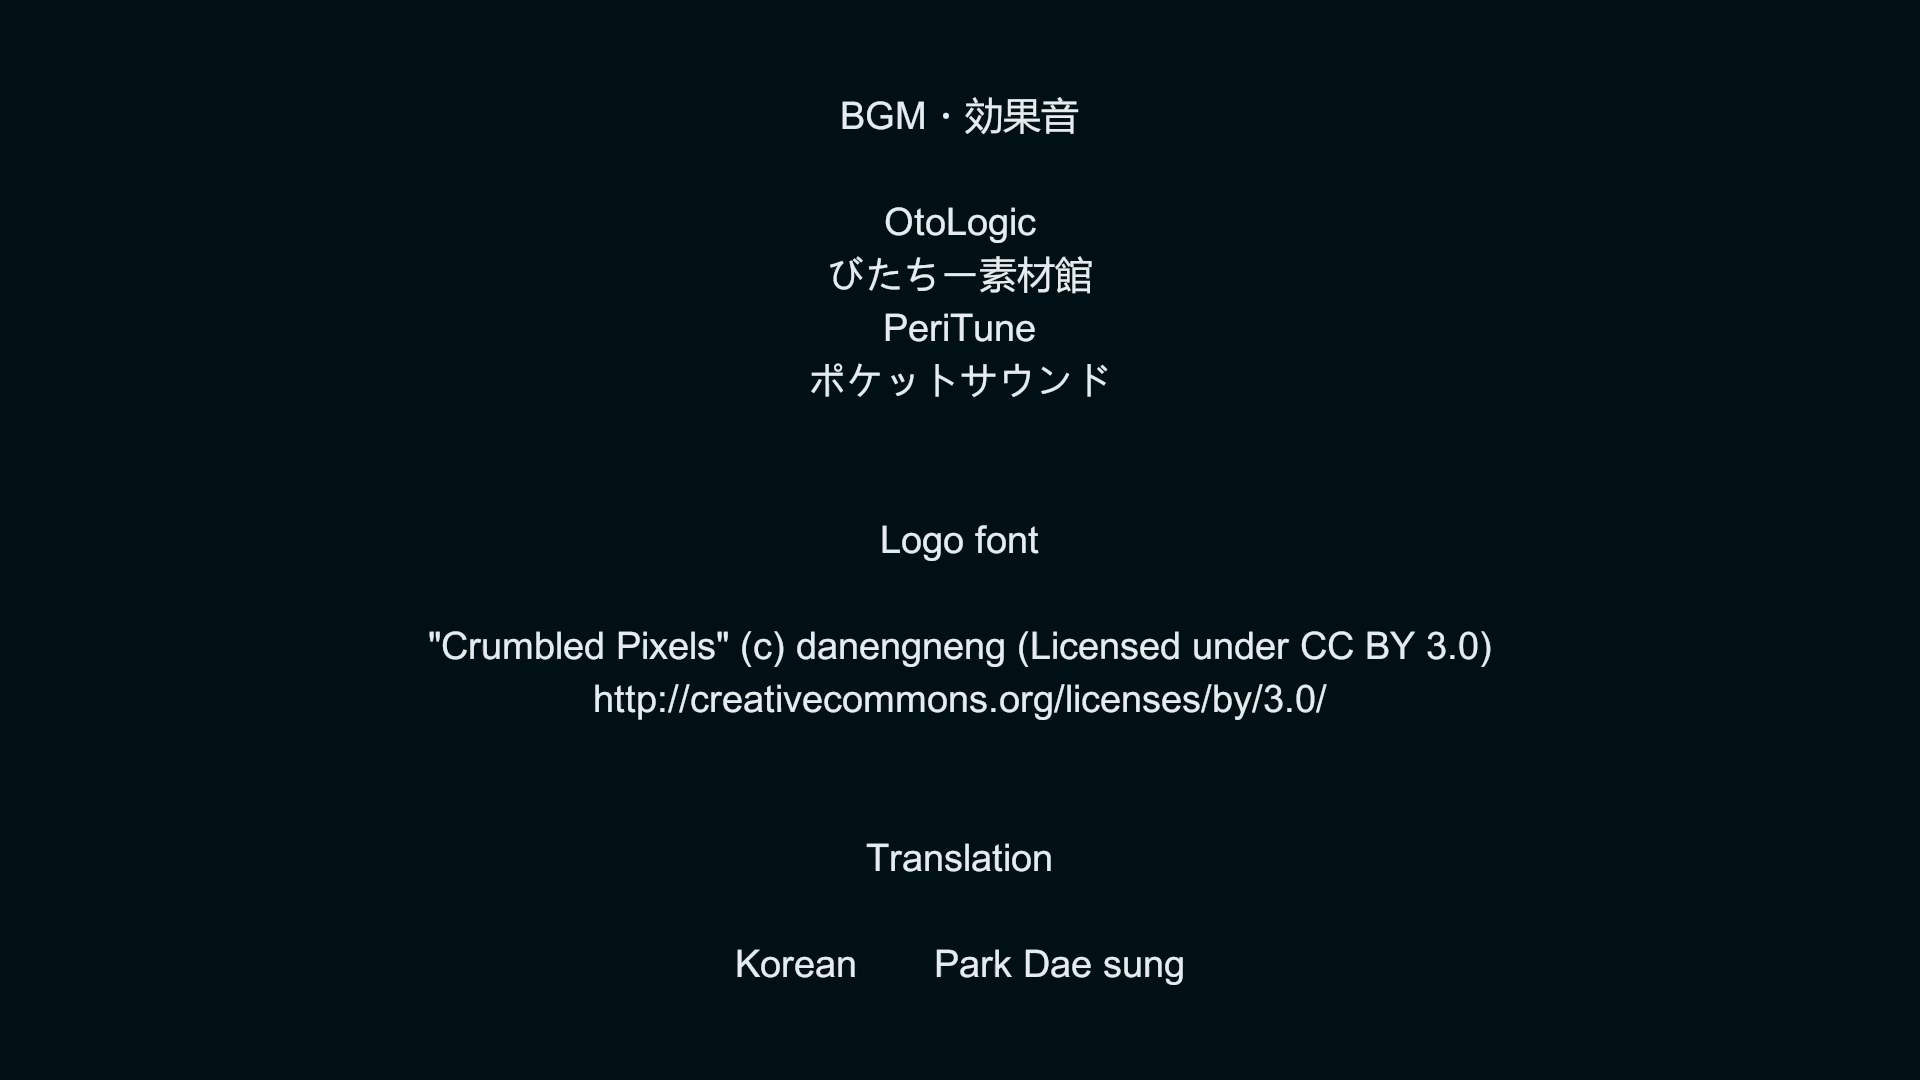 BGM・効果音
OtoLogic
びたちー素材館
PeriTune
ポケットサウンド
Logo font
"Crumbled Pixels" (c) danengneng (Licensed under CC BY 3.0)
http://creativecommons.org/licenses/by/3.0/
Translation
Korean Park Dae sung